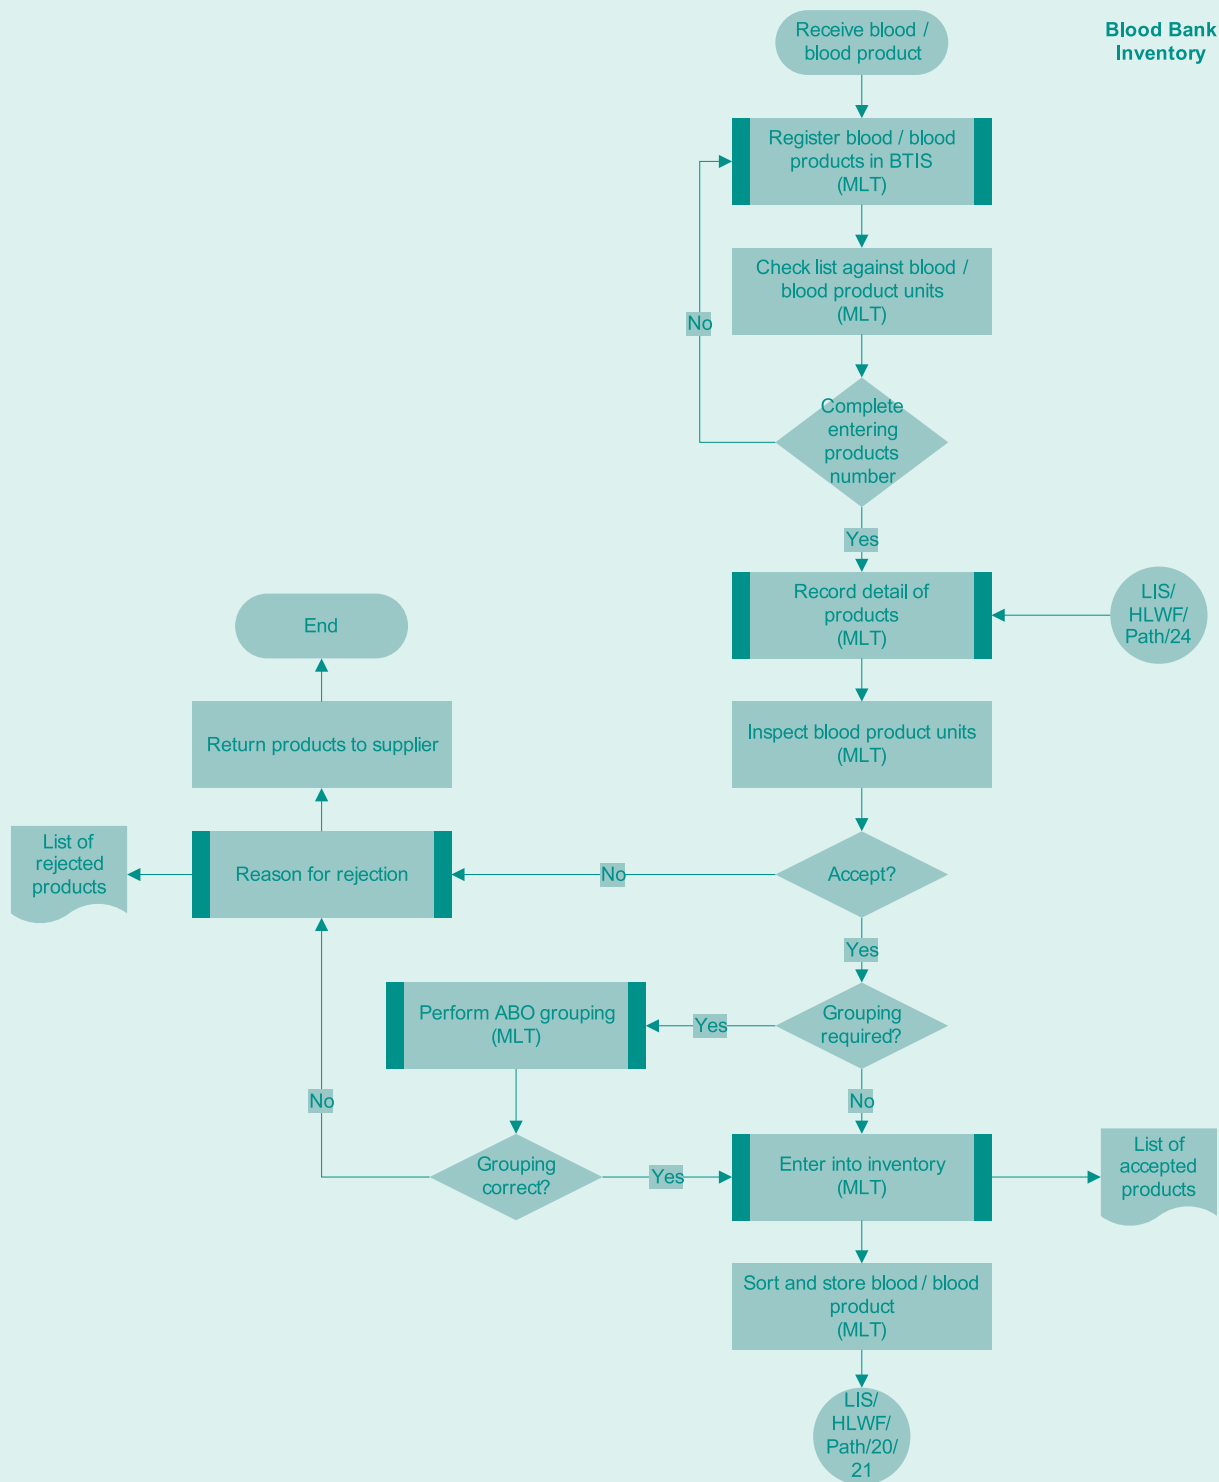 Receive blood /
blood product
Blood Bank
Inventory
Register blood / blood
products in BTIS
(MLT)
Check list against blood /
blood product units
(MLT)
No
Complete
entering
products
number
Yes
Record detail of
products
(MLT)
LIS/
HLWF/
Path/24
End
Return products to supplier
Inspect blood product units
(MLT)
List of
rejected
products
Reason for rejection
No
Accept?
Yes
Perform ABO grouping
(MLT)
Yes
Grouping
required?
No
No
Grouping
correct?
Yes
Enter into inventory
(MLT)
List of
accepted
products
Sort and store blood / blood
product
(MLT)
LIS/
HLWF/
Path/20/
21